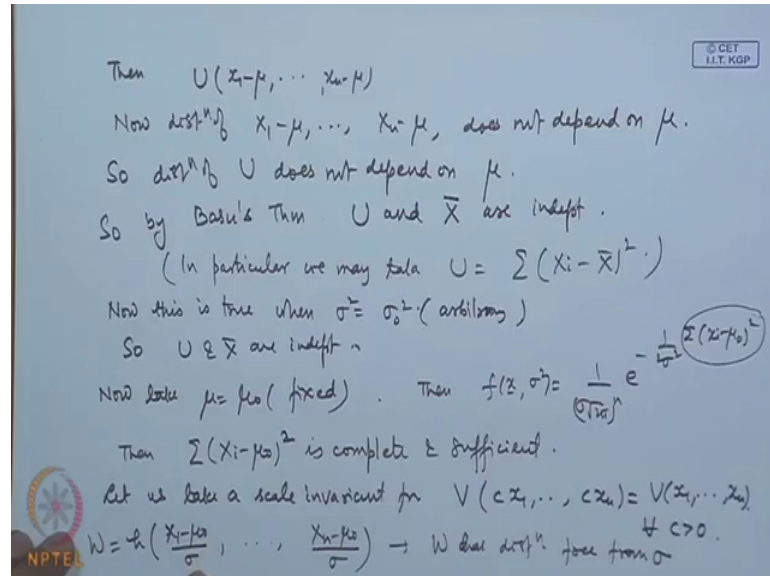 © CET
I.I.T. KGP
Then U(x₁-μ, ⋯, xₙ-μ)
Now distⁿ of X₁-μ, ..., Xₙ-μ, does not depend on μ.
So distⁿ of U does not depend on μ.
So by Basu's Thm. U and X̄ are indept.
(In particular we may take U = Σ(Xi - X̄)².)
Now this is true when σ² = σ₀² (arbitrary)
So U & X̄ are indept.
Now take μ = μ₀ (fixed). Then f(x, σ²) = 1/(σ√2π)ⁿ e^{- 1/2σ² Σ(xi-μ₀)²}
Then Σ(Xi-μ₀)² is complete & sufficient.
Let us take a scale invariant fn V(cx₁,.., cxₙ) = V(x₁,..., xₙ)
∀ c>0.
W = h((X₁-μ₀)/σ, ⋯, (Xₙ-μ₀)/σ) → W has distⁿ. free from σ
NPTEL